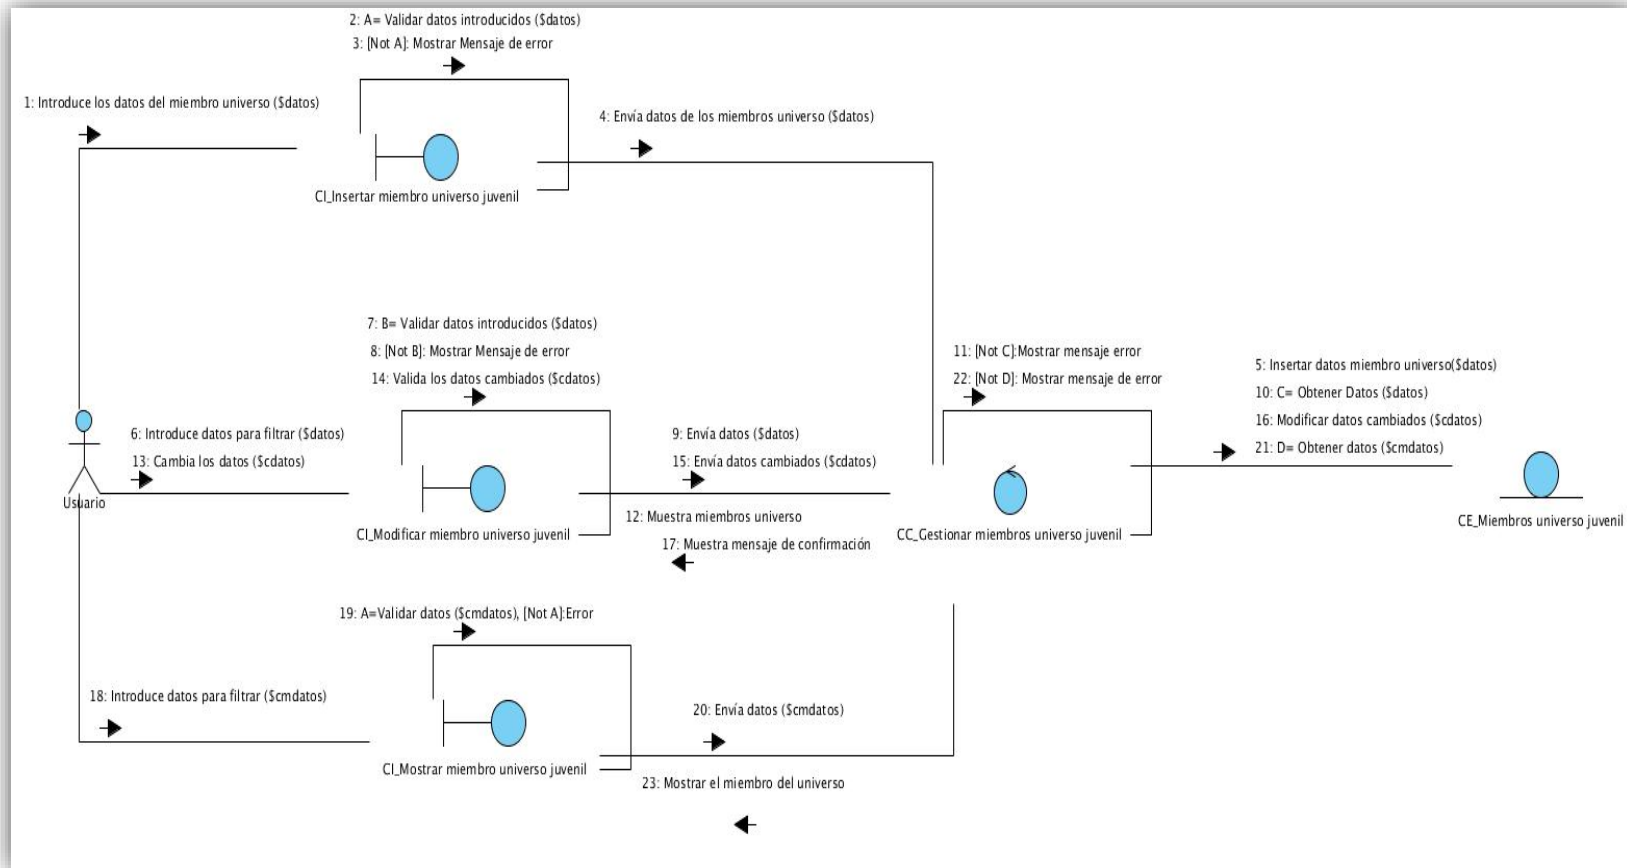 2: A= Validar datos introducidos ($datos)
3: [Not A]: Mostrar Mensaje de error
1: Introduce los datos del miembro universo ($datos)
4: Envía datos de los miembros universo ($datos)
CI_Insertar miembro universo juvenil
7: B= Validar datos introducidos ($datos)
8: [Not B]: Mostrar Mensaje de error
14: Valida los datos cambiados ($cdatos)
11: [Not C]:Mostrar mensaje error
22: [Not D]: Mostrar mensaje de error
5: Insertar datos miembro universo($datos)
10: C= Obtener Datos ($datos)
16: Modificar datos cambiados ($cdatos)
21: D= Obtener datos ($cmdatos)
6: Introduce datos para filtrar ($datos)
13: Cambia los datos ($cdatos)
9: Envía datos ($datos)
15: Envía datos cambiados ($cdatos)
Usuario
12: Muestra miembros universo
17: Muestra mensaje de confirmación
CI_Modificar miembro universo juvenil
CC_Gestionar miembros universo juvenil
CE_Miembros universo juvenil
19: A=Validar datos ($cmdatos), [Not A]:Error
18: Introduce datos para filtrar ($cmdatos)
20: Envía datos ($cmdatos)
CI_Mostrar miembro universo juvenil
23: Mostrar el miembro del universo